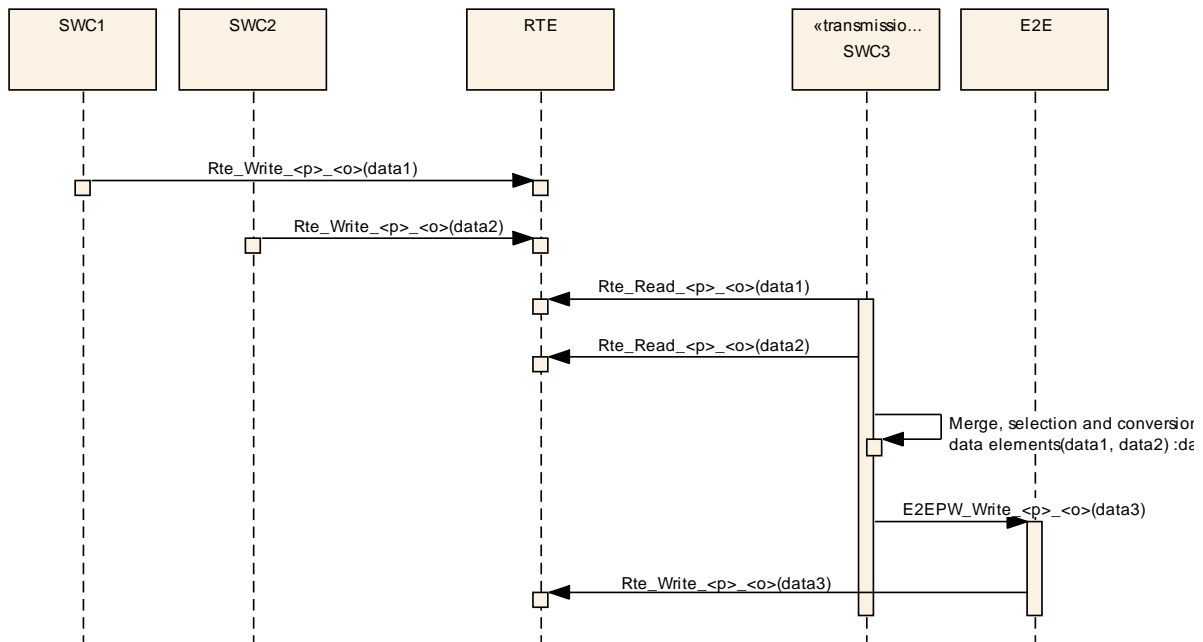 SWC1
SWC2
RTE
«transmissio...
SWC3
E2E
Rte_Write_<p>_<o>(data1)
Rte_Write_<p>_<o>(data2)
Rte_Read_<p>_<o>(data1)
Rte_Read_<p>_<o>(data2)
Merge, selection and conversion
data elements(data1, data2) :da
E2EPW_Write_<p>_<o>(data3)
Rte_Write_<p>_<o>(data3)